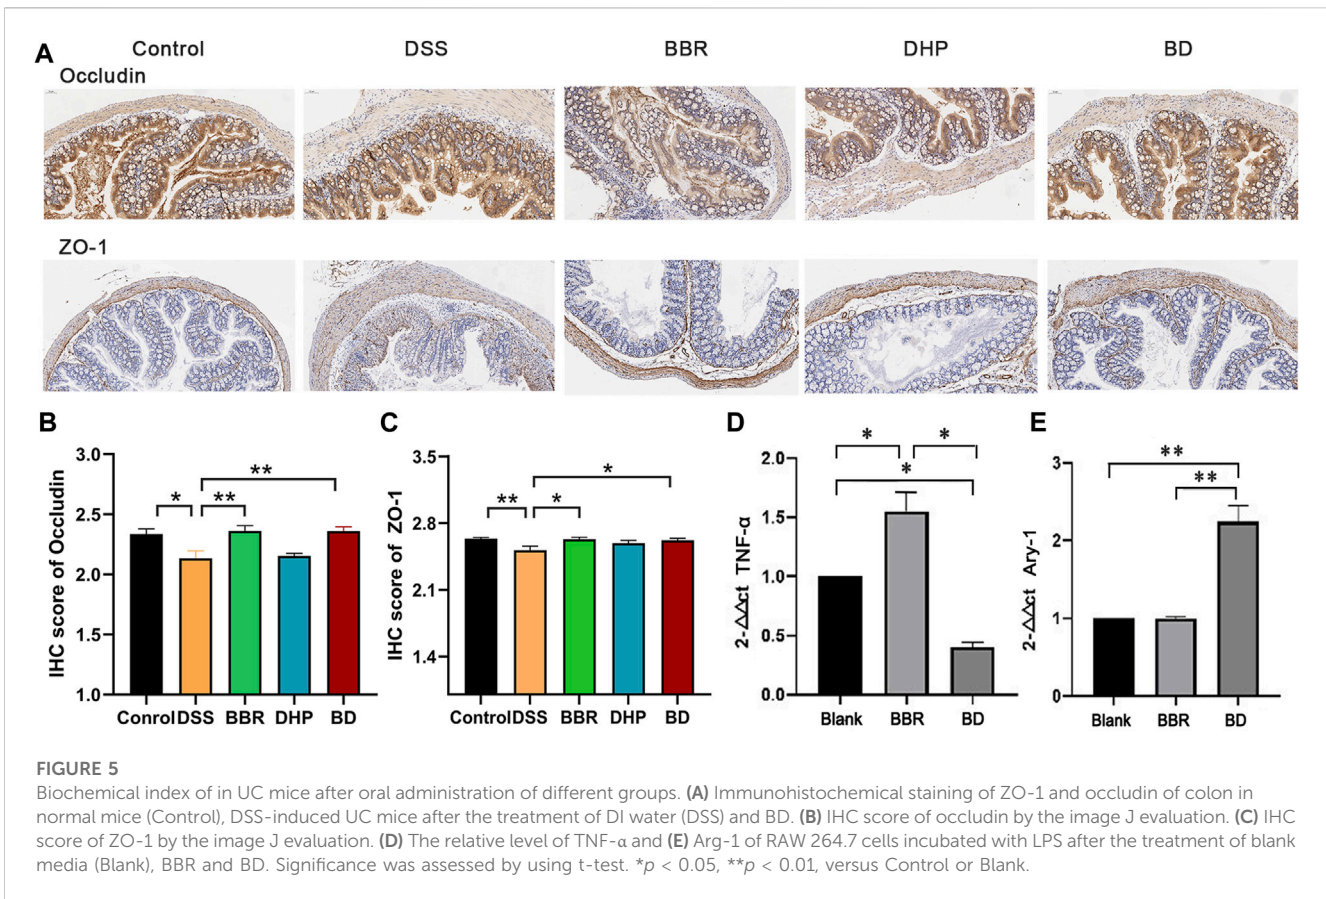 A
Control DSS BBR DHP BD
Occludin
ZO-1
B
IHC score of Occludin
3.0
2.5
2.0
1.5
1.0
* ** **
Conrol DSS BBR DHP BD
C
IHC score of ZO-1
3.5
2.8
2.1
1.4
** * *
Control DSS BBR DHP BD
D
2-ΔΔct TNF-α
2.0
1.5
1.0
0.5
0.0
* * *
Blank BBR BD
E
2-ΔΔct Ary-1
3
2
1
0
** **
Blank BBR BD
FIGURE 5
Biochemical index of in UC mice after oral administration of different groups. (A) Immunohistochemical staining of ZO-1 and occludin of colon in
normal mice (Control), DSS-induced UC mice after the treatment of DI water (DSS) and BD. (B) IHC score of occludin by the image J evaluation. (C) IHC
score of ZO-1 by the image J evaluation. (D) The relative level of TNF-α and (E) Arg-1 of RAW 264.7 cells incubated with LPS after the treatment of blank
media (Blank), BBR and BD. Significance was assessed by using t-test. *p < 0.05, **p < 0.01, versus Control or Blank.